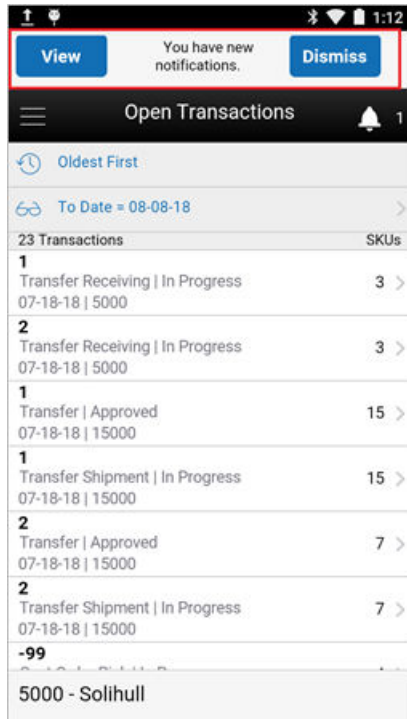 1:12
View
You have new
notifications.
Dismiss
Open Transactions
1
Oldest First
To Date = 08-08-18
23 Transactions SKUs
1
Transfer Receiving | In Progress
3
07-18-18 | 5000
2
Transfer Receiving | In Progress
3
07-18-18 | 5000
1
Transfer | Approved
15
07-18-18 | 15000
1
Transfer Shipment | In Progress
15
07-18-18 | 15000
2
Transfer | Approved
7
07-18-18 | 15000
2
Transfer Shipment | In Progress
7
07-18-18 | 15000
-99
5000 - Solihull